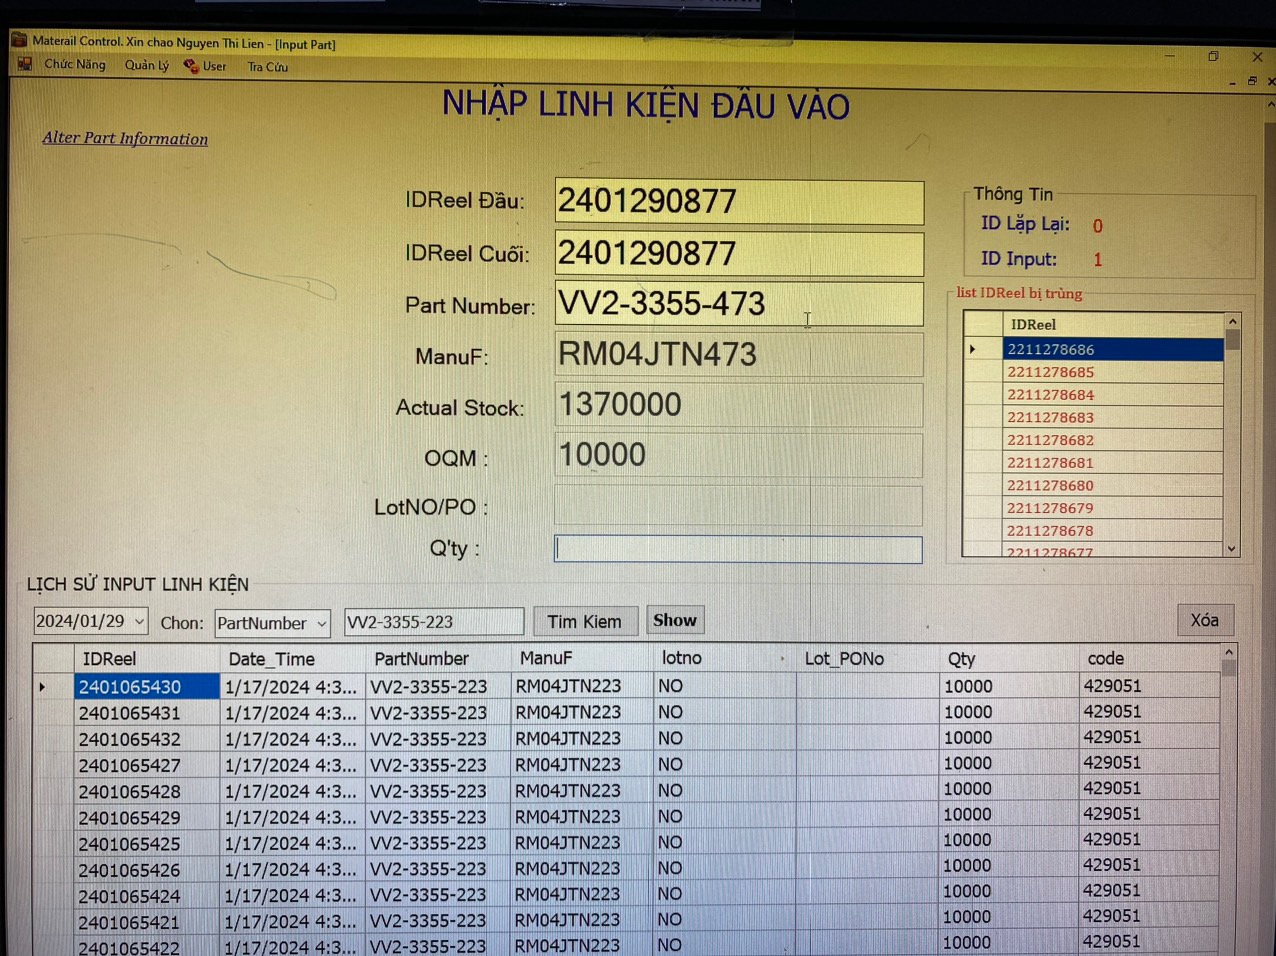 Materail Control. Xin chao Nguyen Thi Lien - [Input Part]
Chức Năng Quản Lý User Tra Cứu
NHẬP LINH KIỆN ĐẦU VÀO
Alter Part Information
IDReel Đầu: 2401290877
IDReel Cuối: 2401290877
Part Number: VV2-3355-473
ManuF: RM04JTN473
Actual Stock: 1370000
OQM : 10000
LotNO/PO :
Q'ty :
Thông Tin
ID Lặp Lại: 0
ID Input: 1
list IDReel bị trùng
IDReel
2211278686
2211278685
2211278684
2211278683
2211278682
2211278681
2211278680
2211278679
2211278678
2211278677
LỊCH SỬ INPUT LINH KIỆN
2024/01/29 Chon: PartNumber VV2-3355-223 Tim Kiem Show Xóa
IDReel Date_Time PartNumber ManuF lotno Lot_PONo Qty code
2401065430 1/17/2024 4:3... VV2-3355-223 RM04JTN223 NO 10000 429051
2401065431 1/17/2024 4:3... VV2-3355-223 RM04JTN223 NO 10000 429051
2401065432 1/17/2024 4:3... VV2-3355-223 RM04JTN223 NO 10000 429051
2401065427 1/17/2024 4:3... VV2-3355-223 RM04JTN223 NO 10000 429051
2401065428 1/17/2024 4:3... VV2-3355-223 RM04JTN223 NO 10000 429051
2401065429 1/17/2024 4:3... VV2-3355-223 RM04JTN223 NO 10000 429051
2401065425 1/17/2024 4:3... VV2-3355-223 RM04JTN223 NO 10000 429051
2401065426 1/17/2024 4:3... VV2-3355-223 RM04JTN223 NO 10000 429051
2401065424 1/17/2024 4:3... VV2-3355-223 RM04JTN223 NO 10000 429051
2401065421 1/17/2024 4:3... VV2-3355-223 RM04JTN223 NO 10000 429051
2401065422 1/17/2024 4:3... VV2-3355-223 RM04JTN223 NO 10000 429051